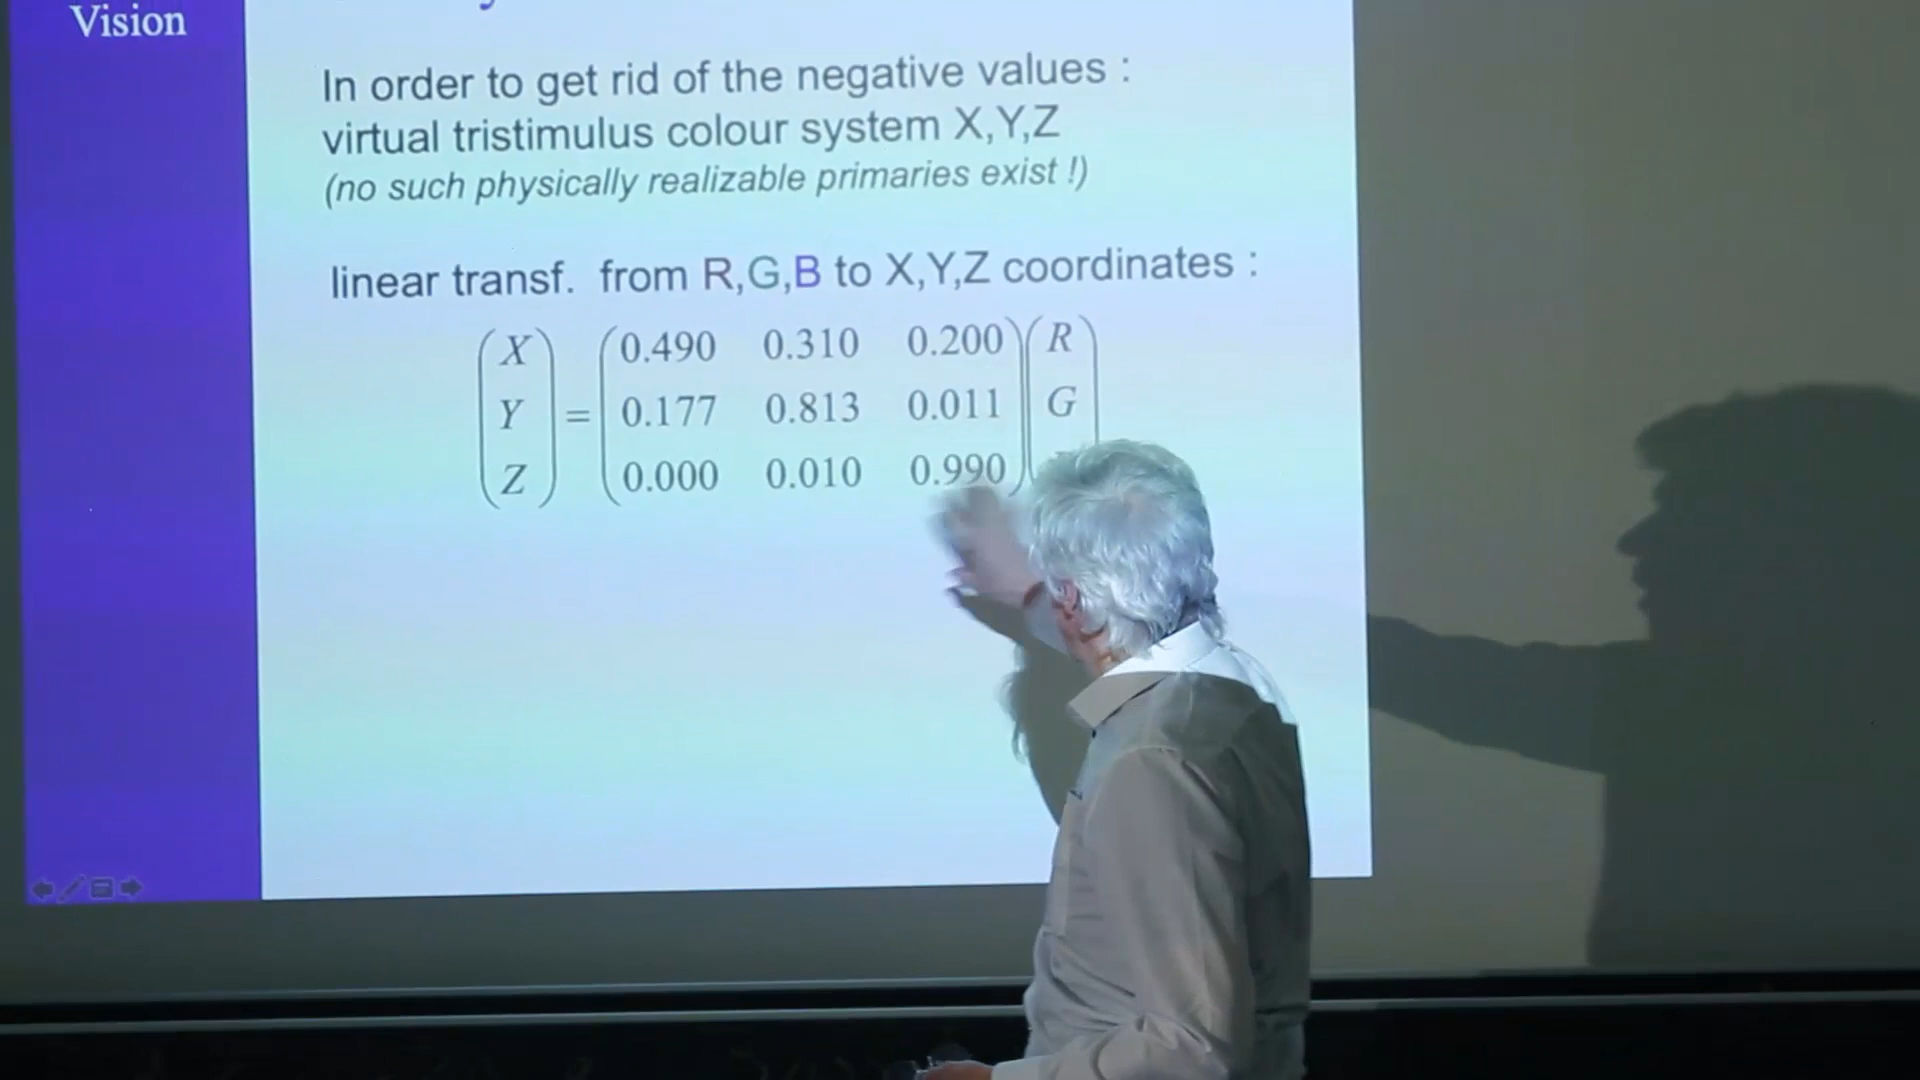 Vision
In order to get rid of the negative values :
virtual tristimulus colour system X,Y,Z
(no such physically realizable primaries exist !)
linear transf. from R,G,B to X,Y,Z coordinates :
X 0.490 0.310 0.200 R
Y = 0.177 0.813 0.011 G
Z 0.000 0.010 0.990